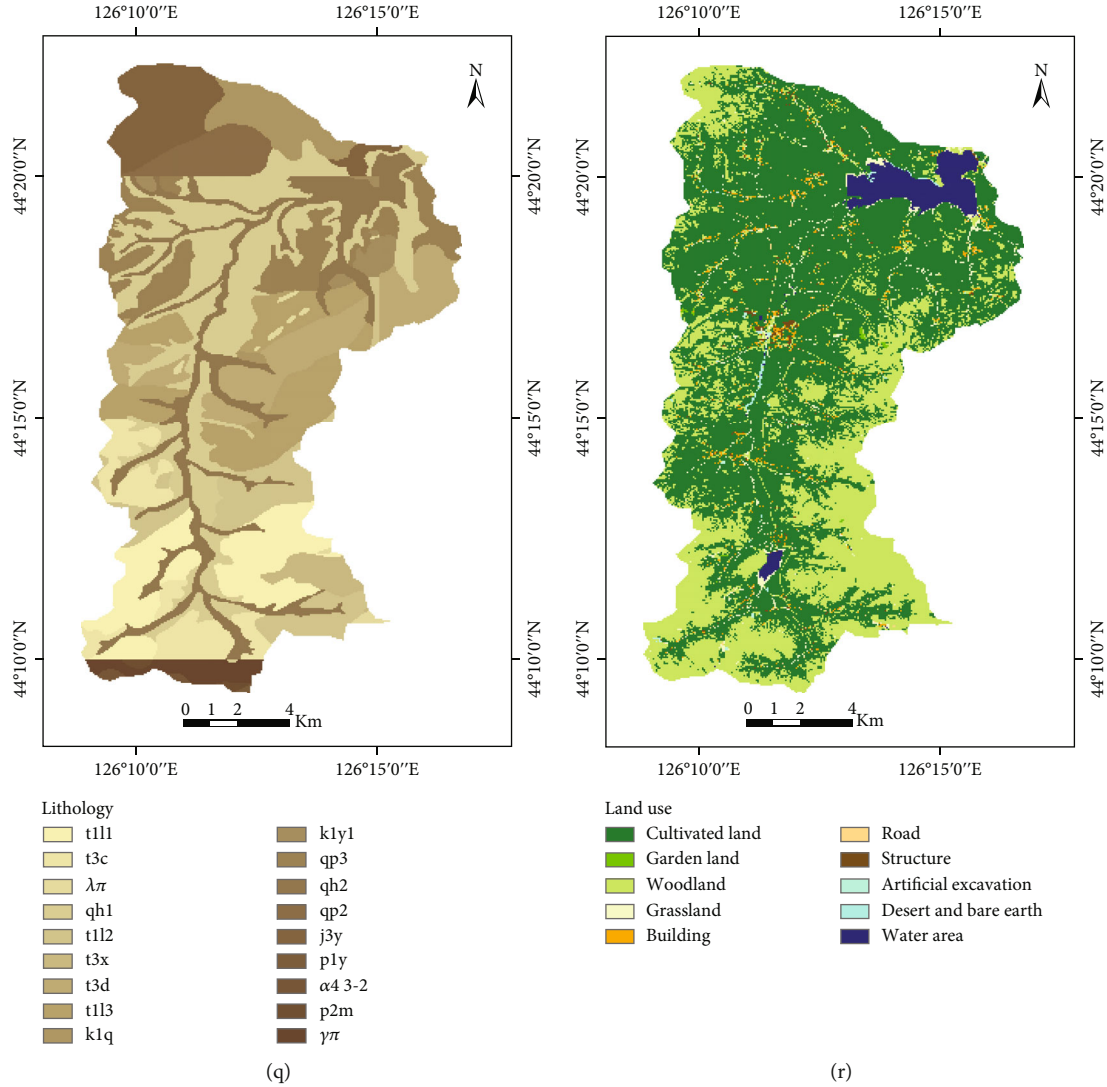 126°10′0′′E 126°15′0′′E 126°10′0′′E 126°15′0′′E
N N
44°20′0′′N 44°20′0′′N 44°20′0′′N 44°20′0′′N
44°15′0′′N 44°15′0′′N 44°15′0′′N 44°15′0′′N
44°10′0′′N 44°10′0′′N 44°10′0′′N 44°10′0′′N
0 1 2 4 0 1 2 4
Km Km
126°10′0′′E 126°15′0′′E 126°10′0′′E 126°15′0′′E
Lithology
t1l1
t3c
λπ
qh1
t1l2
t3x
t3d
t1l3
k1q
k1y1
qp3
qh2
qp2
j3y
p1y
α4 3-2
p2m
γπ
(q)
Land use
Cultivated land
Garden land
Woodland
Grassland
Building
Road
Structure
Artificial excavation
Desert and bare earth
Water area
(r)